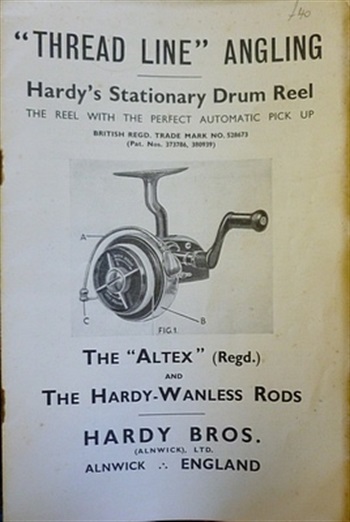 £40
"THREAD LINE" ANGLING
Hardy's Stationary Drum Reel
THE REEL WITH THE PERFECT AUTOMATIC PICK UP
BRITISH REGD. TRADE MARK NO. 528673
(Pat. Nos. 373786, 380939)
A
C
B
FIG.1.
THE "ALTEX" (Regd.)
AND
THE HARDY-WANLESS RODS
HARDY BROS.
(ALNWICK), LTD.
ALNWICK ∴ ENGLAND